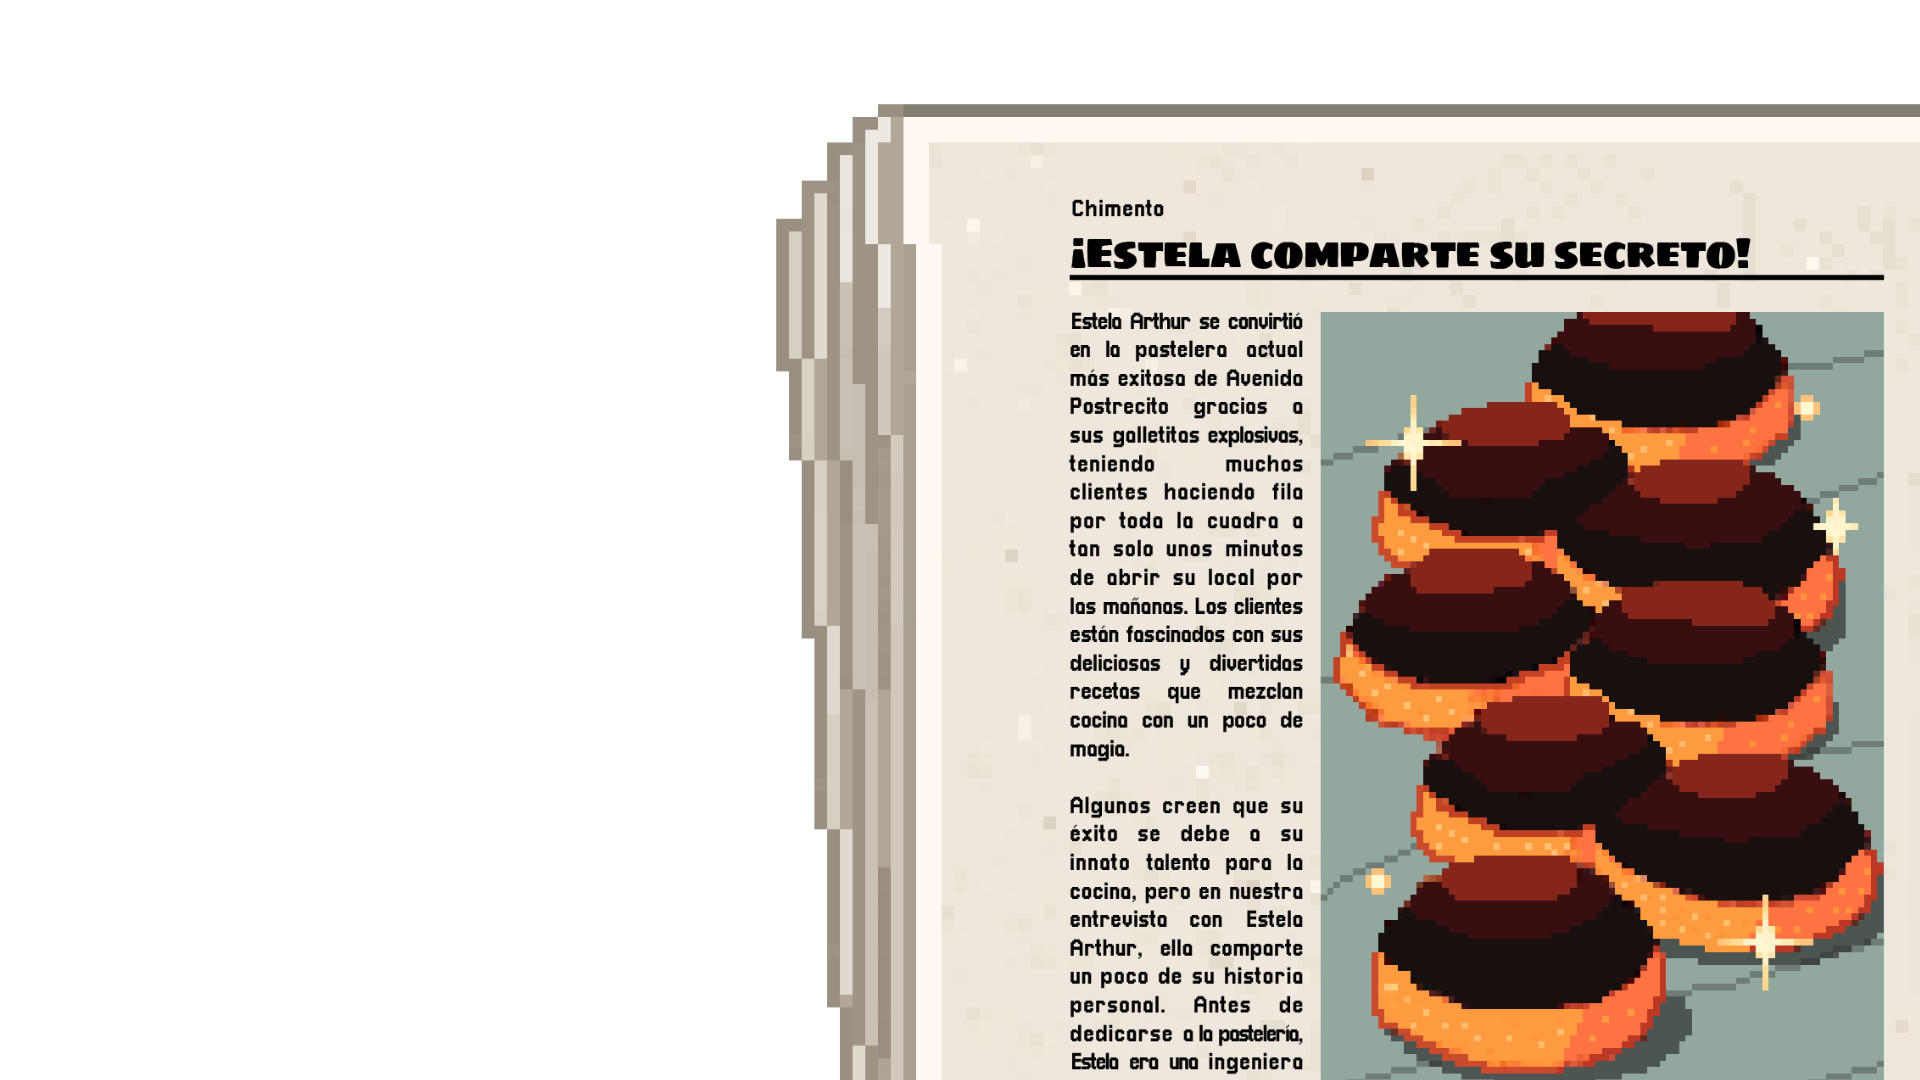 Chimento
¡ESTELA COMPARTE SU SECRETO!
Estela Arthur se convirtió
en la pastelera actual
más exitosa de Avenida
Postrecito gracias a
sus galletitas explosivas,
teniendo muchos
clientes haciendo fila
por toda la cuadra a
tan solo unos minutos
de abrir su local por
las mañanas. Los clientes
están fascinados con sus
deliciosas y divertidas
recetas que mezclan
cocina con un poco de
magia.
Algunos creen que su
éxito se debe a su
innato talento para la
cocina, pero en nuestra
entrevista con Estela
Arthur, ella comparte
un poco de su historia
personal. Antes de
dedicarse a la pastelería,
Estela era una ingeniera